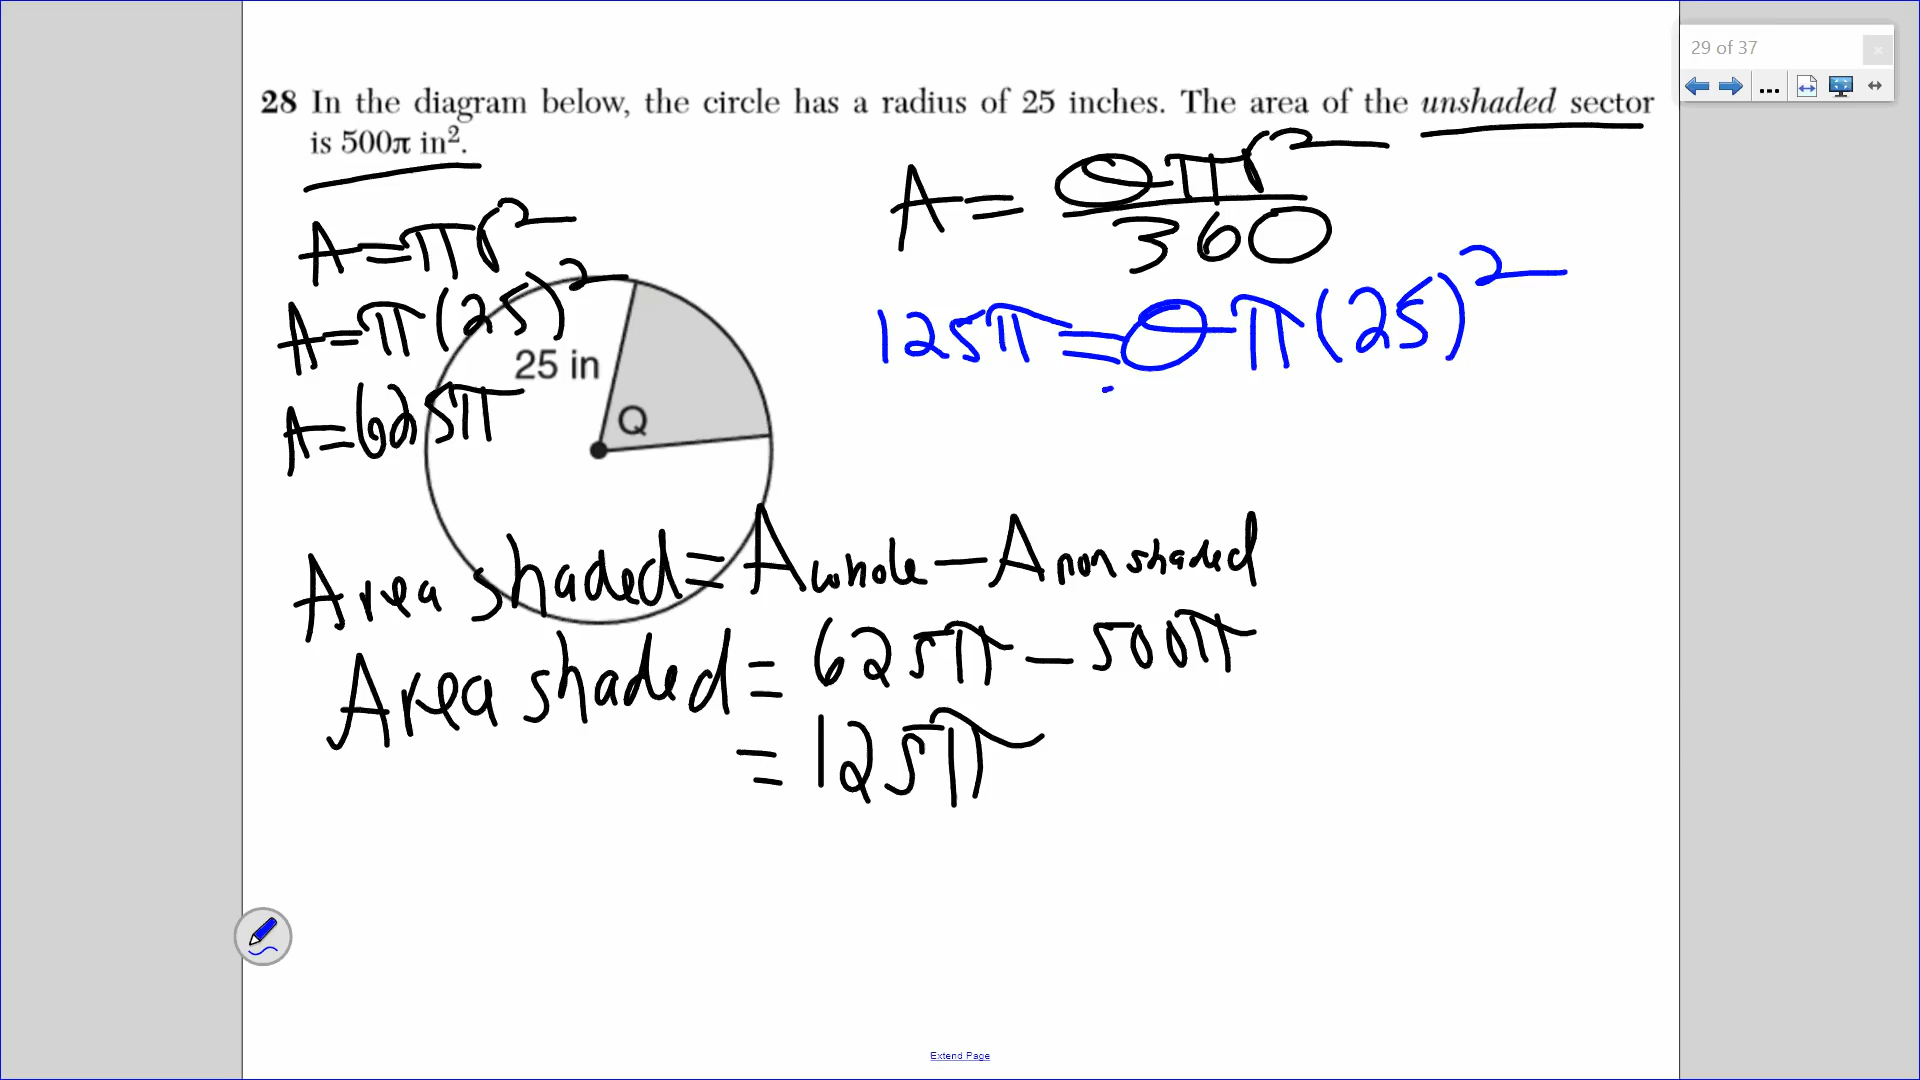 29 of 37
28 In the diagram below, the circle has a radius of 25 inches. The area of the unshaded sector
is 500π in².
A = πr²
A = π(25)²
A = 625π
25 in
Q
A = θπr²
360
125π = θπ(25)²
Area shaded = A whole − A non shaded
Area shaded = 625π − 500π
= 125π
Extend Page